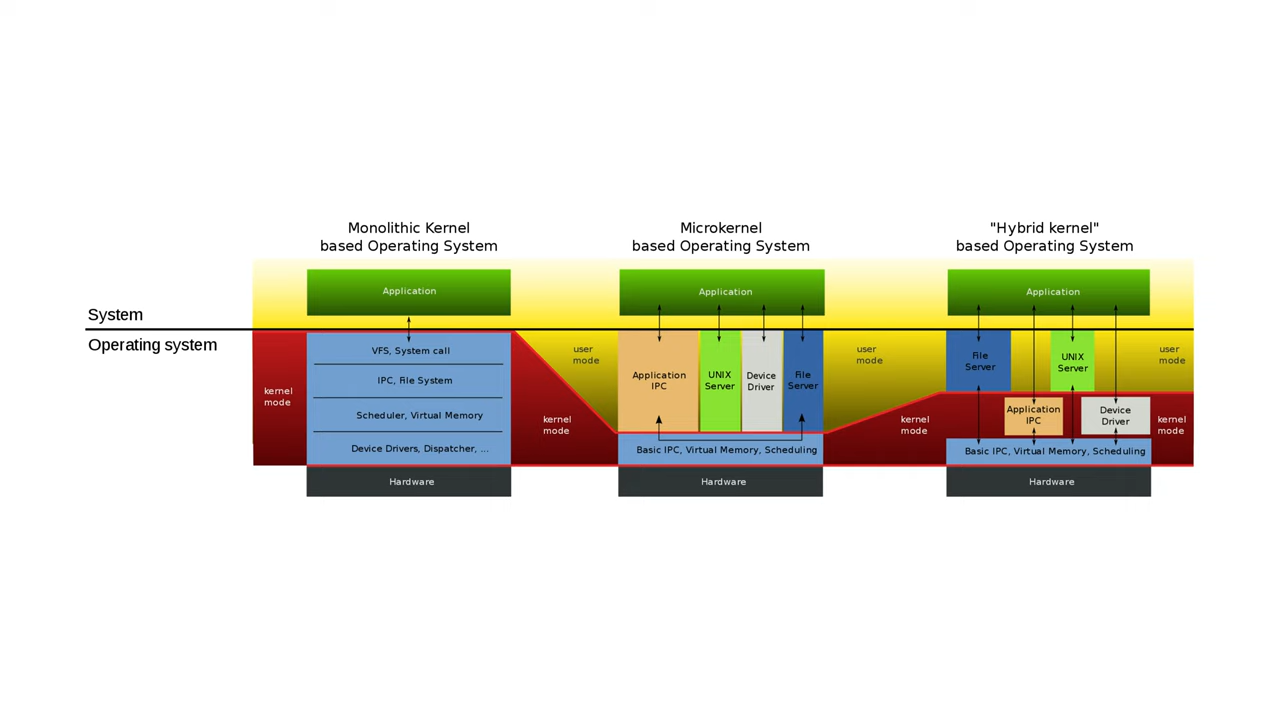 Monolithic Kernel
based Operating System
Microkernel
based Operating System
"Hybrid kernel"
based Operating System
Application
Application
Application
System
Operating system
VFS, System call
IPC, File System
Scheduler, Virtual Memory
Device Drivers, Dispatcher, ...
Hardware
kernel
mode
user
mode
kernel
mode
Application
IPC
UNIX
Server
Device
Driver
File
Server
Basic IPC, Virtual Memory, Scheduling
Hardware
user
mode
kernel
mode
File
Server
UNIX
Server
Application
IPC
Device
Driver
Basic IPC, Virtual Memory, Scheduling
Hardware
user
mode
kernel
mode